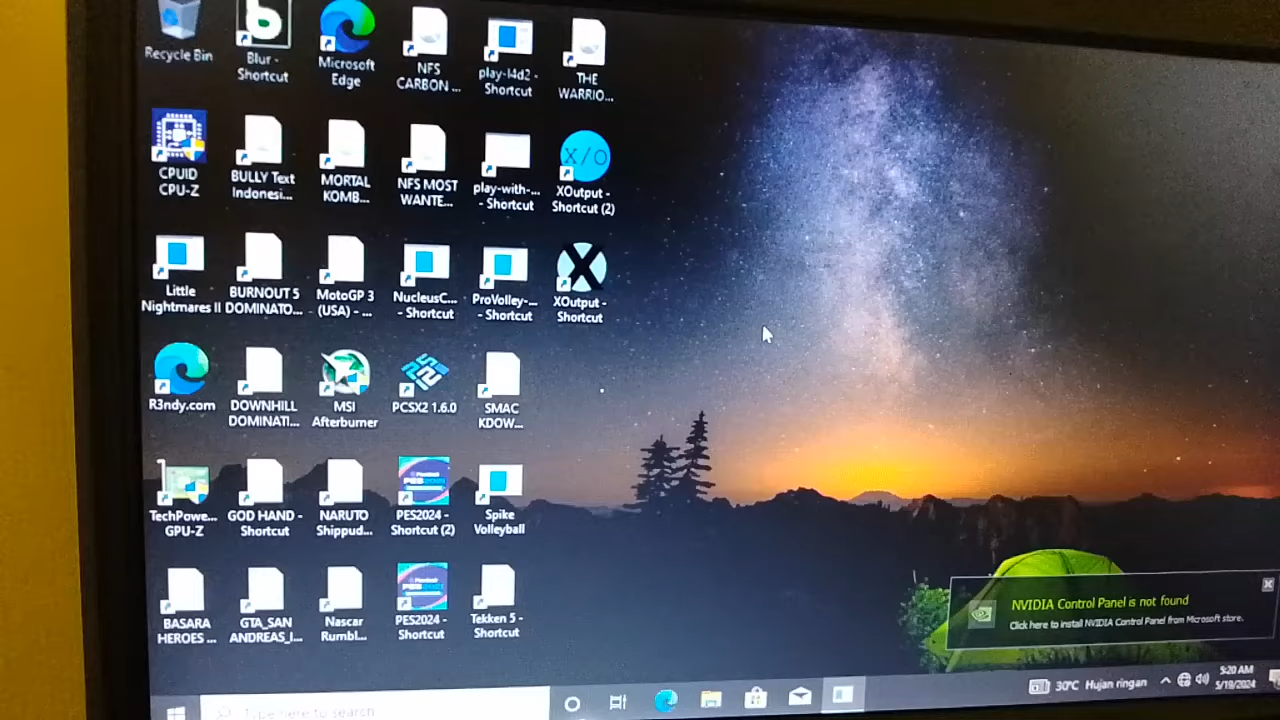 Recycle Bin
Blur -
Shortcut
Microsoft
Edge
NFS
CARBON ...
play-l4d2 -
Shortcut
THE
WARRIO...
CPUID
CPU-Z
BULLY Text
Indonesi...
MORTAL
KOMB...
NFS MOST
WANTE...
play-with-...
- Shortcut
X/O
XOutput -
Shortcut (2)
Little
Nightmares II
BURNOUT 5
DOMINATO...
MotoGP 3
(USA) - ...
NucleusC...
- Shortcut
ProVolley-...
- Shortcut
XOutput -
Shortcut
R3ndy.com
DOWNHILL
DOMINATI...
MSI
Afterburner
PCSX2 1.6.0
SMAC
KDOW...
TechPowe...
GPU-Z
GOD HAND -
Shortcut
NARUTO
Shippud...
PES2024 -
Shortcut (2)
Spike
Volleyball
BASARA
HEROES ...
GTA_SAN
ANDREAS_I...
Nascar
Rumbl...
PES2024 -
Shortcut
Tekken 5 -
Shortcut
NVIDIA Control Panel is not found
Click here to install NVIDIA Control Panel from Microsoft store.
Type here to search
30°C Hujan ringan
5:20 AM
5/19/2024